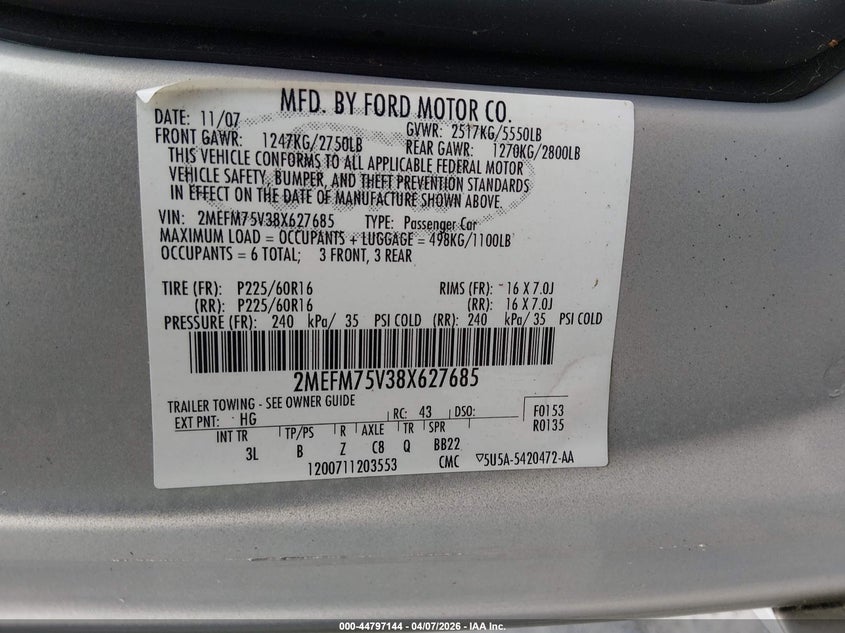 MFD. BY FORD MOTOR CO.
DATE: 11/07 GVWR: 2517KG/5550LB
FRONT GAWR: 1247KG/2750LB REAR GAWR: 1270KG/2800LB
THIS VEHICLE CONFORMS TO ALL APPLICABLE FEDERAL MOTOR
VEHICLE SAFETY, BUMPER, AND THEFT PREVENTION STANDARDS
IN EFFECT ON THE DATE OF MANUFACTURE SHOWN ABOVE.
VIN: 2MEFM75V38X627685 TYPE: Passenger Car
MAXIMUM LOAD = OCCUPANTS + LUGGAGE = 498KG/1100LB
OCCUPANTS = 6 TOTAL; 3 FRONT, 3 REAR
TIRE (FR): P225/60R16 RIMS (FR): 16 X 7.0J
(RR): P225/60R16 (RR): 16 X 7.0J
PRESSURE (FR): 240 kPa/ 35 PSI COLD (RR): 240 kPa/ 35 PSI COLD
2MEFM75V38X627685
TRAILER TOWING - SEE OWNER GUIDE
EXT PNT: HG RC: 43 DSO: F0153
R0135
INT TR TP/PS R AXLE TR SPR
3L B Z C8 Q BB22
1200711203553 CMC ▽5U5A-5420472-AA
000-44797144 - 04/07/2026 - IAA Inc.